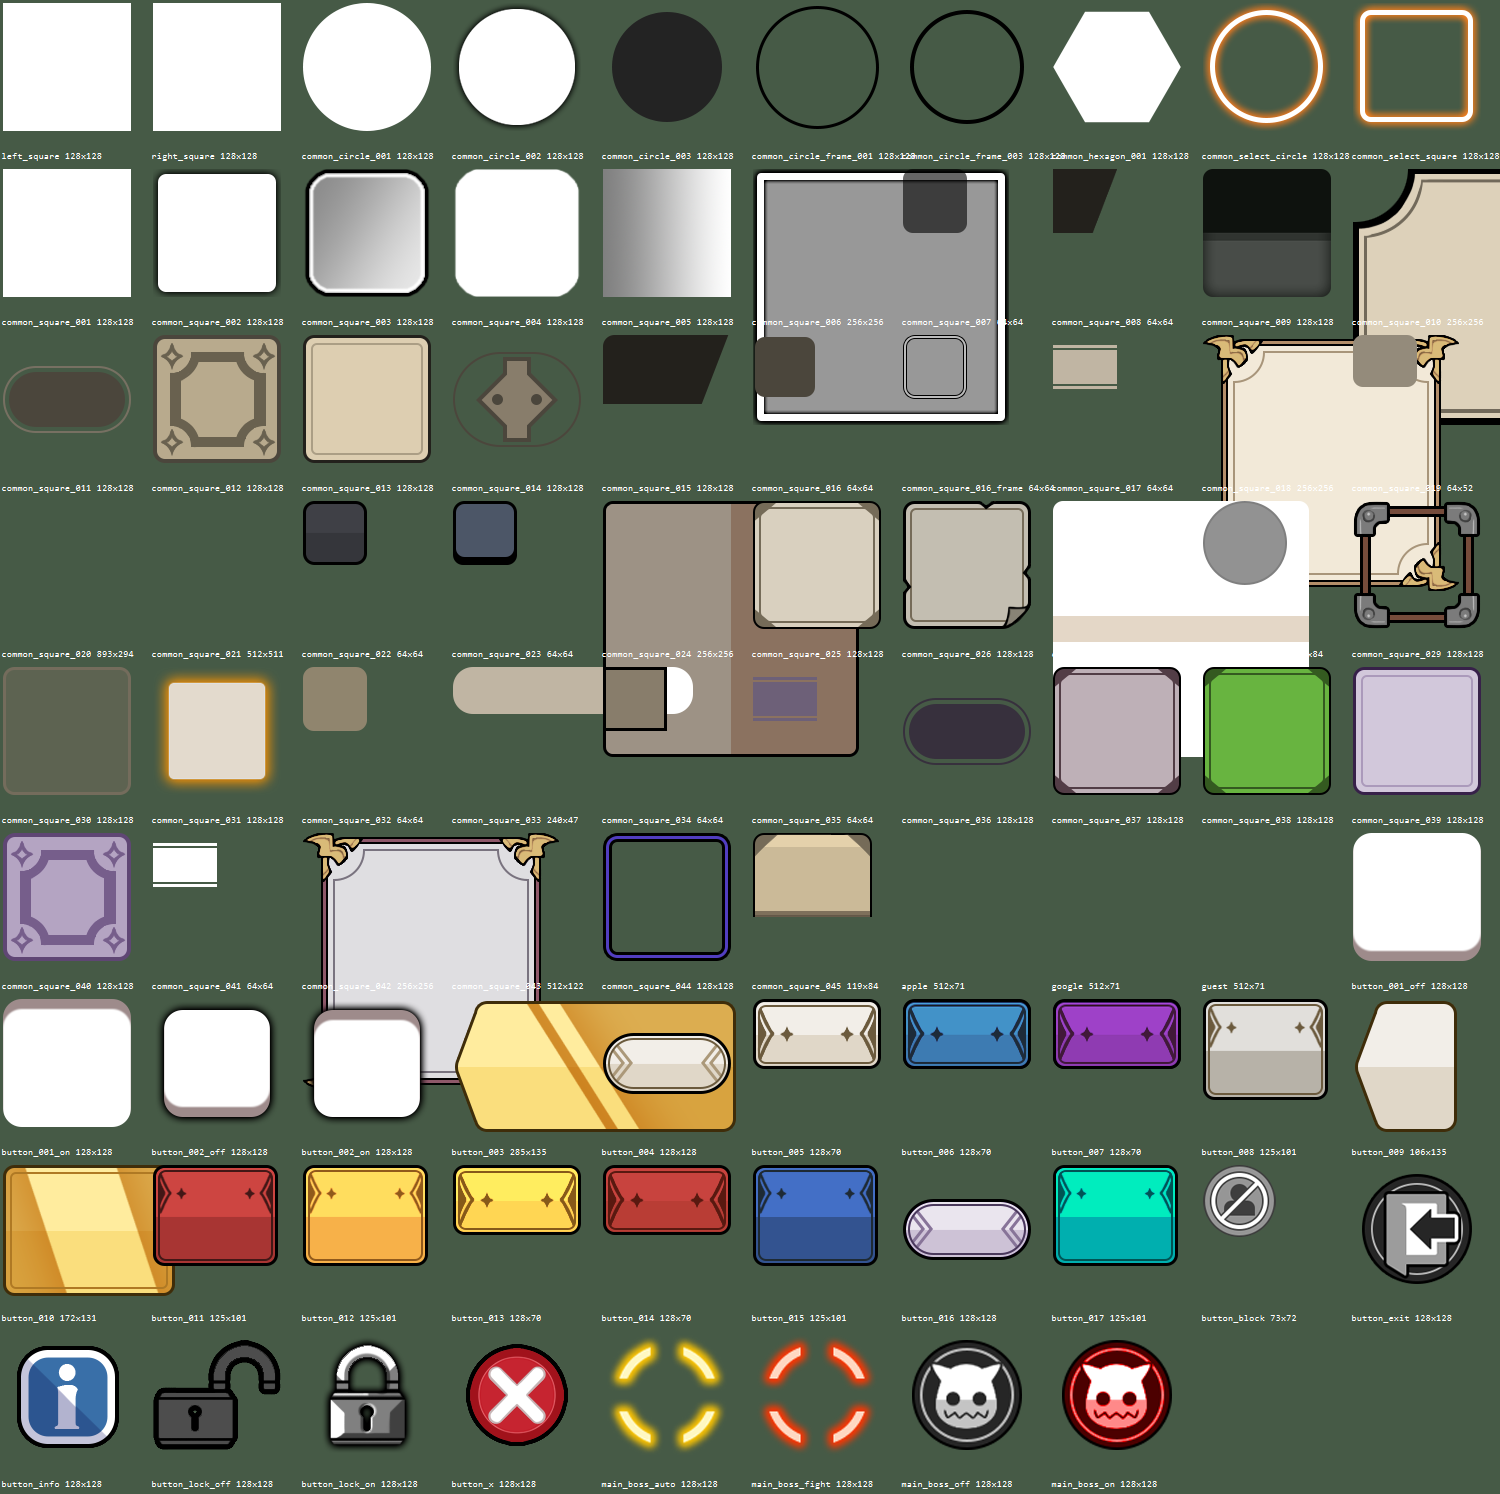 left_square 128x128
right_square 128x128
common_circle_001 128x128
common_circle_002 128x128
common_circle_003 128x128
common_circle_frame_001 128x128
common_circle_frame_003 128x128
common_hexagon_001 128x128
common_select_circle 128x128
common_select_square 128x128
common_square_001 128x128
common_square_002 128x128
common_square_003 128x128
common_square_004 128x128
common_square_005 128x128
common_square_006 256x256
common_square_007 64x64
common_square_008 64x64
common_square_009 128x128
common_square_010 256x256
common_square_011 128x128
common_square_012 128x128
common_square_013 128x128
common_square_014 128x128
common_square_015 128x128
common_square_016 64x64
common_square_016_frame 64x64
common_square_017 64x64
common_square_018 256x256
common_square_019 64x52
common_square_020 893x294
common_square_021 512x511
common_square_022 64x64
common_square_023 64x64
common_square_024 256x256
common_square_025 128x128
common_square_026 128x128
x84
common_square_029 128x128
common_square_030 128x128
common_square_031 128x128
common_square_032 64x64
common_square_033 240x47
common_square_034 64x64
common_square_035 64x64
common_square_036 128x128
common_square_037 128x128
common_square_038 128x128
common_square_039 128x128
common_square_040 128x128
common_square_041 64x64
common_square_042 256x256
common_square_043 512x122
common_square_044 128x128
common_square_045 119x84
apple 512x71
google 512x71
guest 512x71
button_001_off 128x128
button_001_on 128x128
button_002_off 128x128
button_002_on 128x128
button_003 285x135
button_004 128x128
button_005 128x70
button_006 128x70
button_007 128x70
button_008 125x101
button_009 106x135
button_010 172x131
button_011 125x101
button_012 125x101
button_013 128x70
button_014 128x70
button_015 125x101
button_016 128x128
button_017 125x101
button_block 73x72
button_exit 128x128
button_info 128x128
button_lock_off 128x128
button_lock_on 128x128
button_x 128x128
main_boss_auto 128x128
main_boss_fight 128x128
main_boss_off 128x128
main_boss_on 128x128